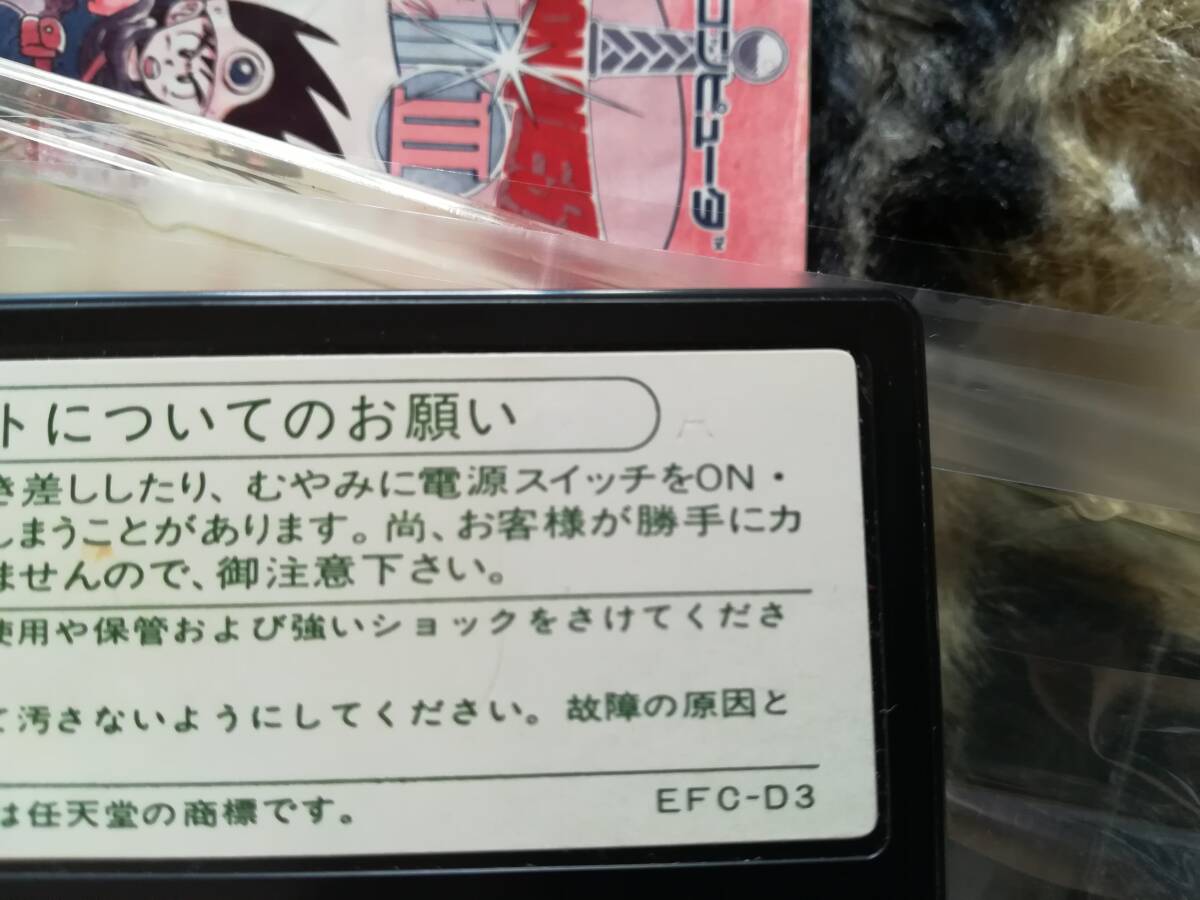 コンピュータ
TM
III
トについてのお願い
き差ししたり、むやみに電源スイッチをON・
しまうことがあります。尚、お客様が勝手にカ
ませんので、御注意下さい。
使用や保管および強いショックをさけてくださ
て汚さないようにしてください。故障の原因と
は任天堂の商標です。
EFC-D3